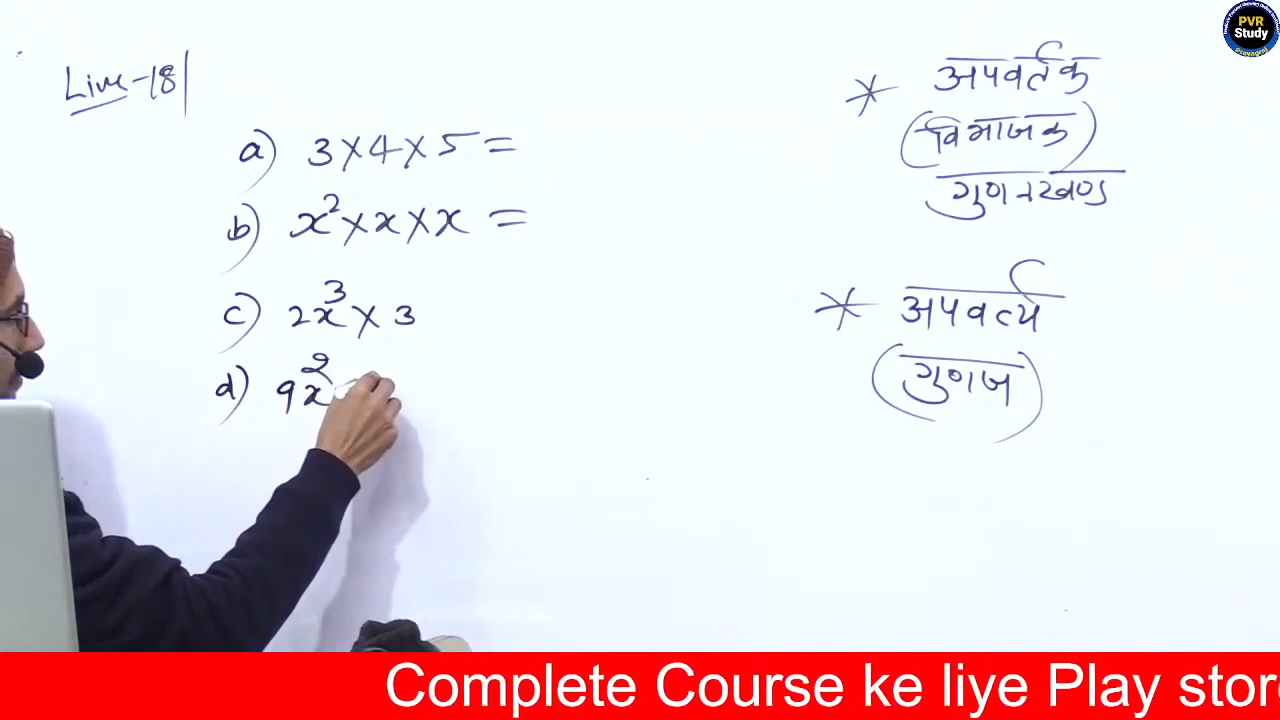 Live-18
a) 3×4×5=
b) x²×x×x =
c) 2x³×3
d) 9x²
* अपवर्तक
(विभाजक)
गुणनखण्ड
* अपवर्त्य
(गुणज)
PVR
Study
Prayagraj
Complete Course ke liye Play stor